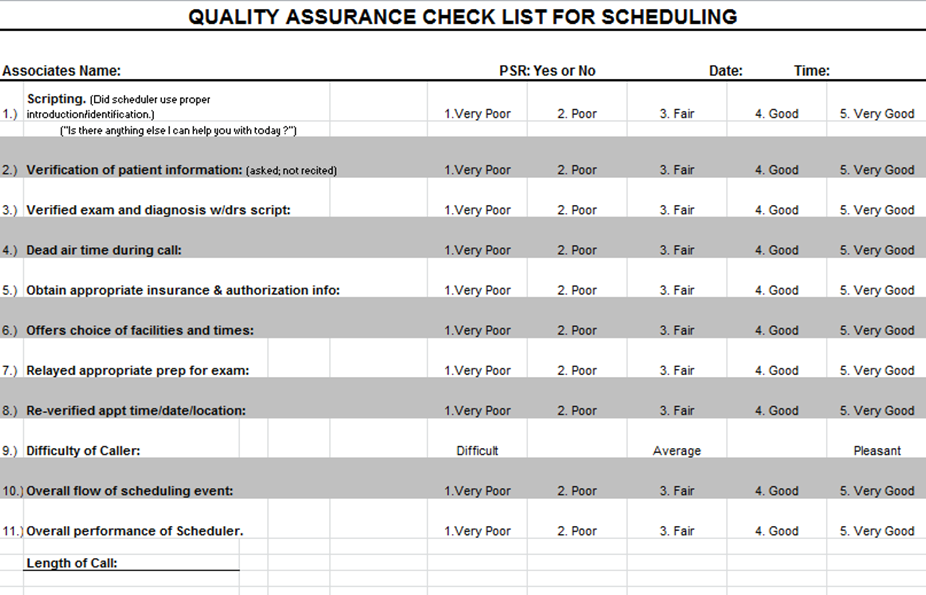 QUALITY ASSURANCE CHECK LIST FOR SCHEDULING
Associates Name: PSR: Yes or No Date: Time:
Scripting. (Did scheduler use proper
1.) introduction/identification.) 1.Very Poor 2. Poor 3. Fair 4. Good 5. Very Good
("Is there anything else I can help you with today?")
2.) Verification of patient information: (asked; not recited) 1.Very Poor 2. Poor 3. Fair 4. Good 5. Very Good
3.) Verified exam and diagnosis w/drs script: 1.Very Poor 2. Poor 3. Fair 4. Good 5. Very Good
4.) Dead air time during call: 1.Very Poor 2. Poor 3. Fair 4. Good 5. Very Good
5.) Obtain appropriate insurance & authorization info: 1.Very Poor 2. Poor 3. Fair 4. Good 5. Very Good
6.) Offers choice of facilities and times: 1.Very Poor 2. Poor 3. Fair 4. Good 5. Very Good
7.) Relayed appropriate prep for exam: 1.Very Poor 2. Poor 3. Fair 4. Good 5. Very Good
8.) Re-verified appt time/date/location: 1.Very Poor 2. Poor 3. Fair 4. Good 5. Very Good
9.) Difficulty of Caller: Difficult Average Pleasant
10.) Overall flow of scheduling event: 1.Very Poor 2. Poor 3. Fair 4. Good 5. Very Good
11.) Overall performance of Scheduler. 1.Very Poor 2. Poor 3. Fair 4. Good 5. Very Good
Length of Call: